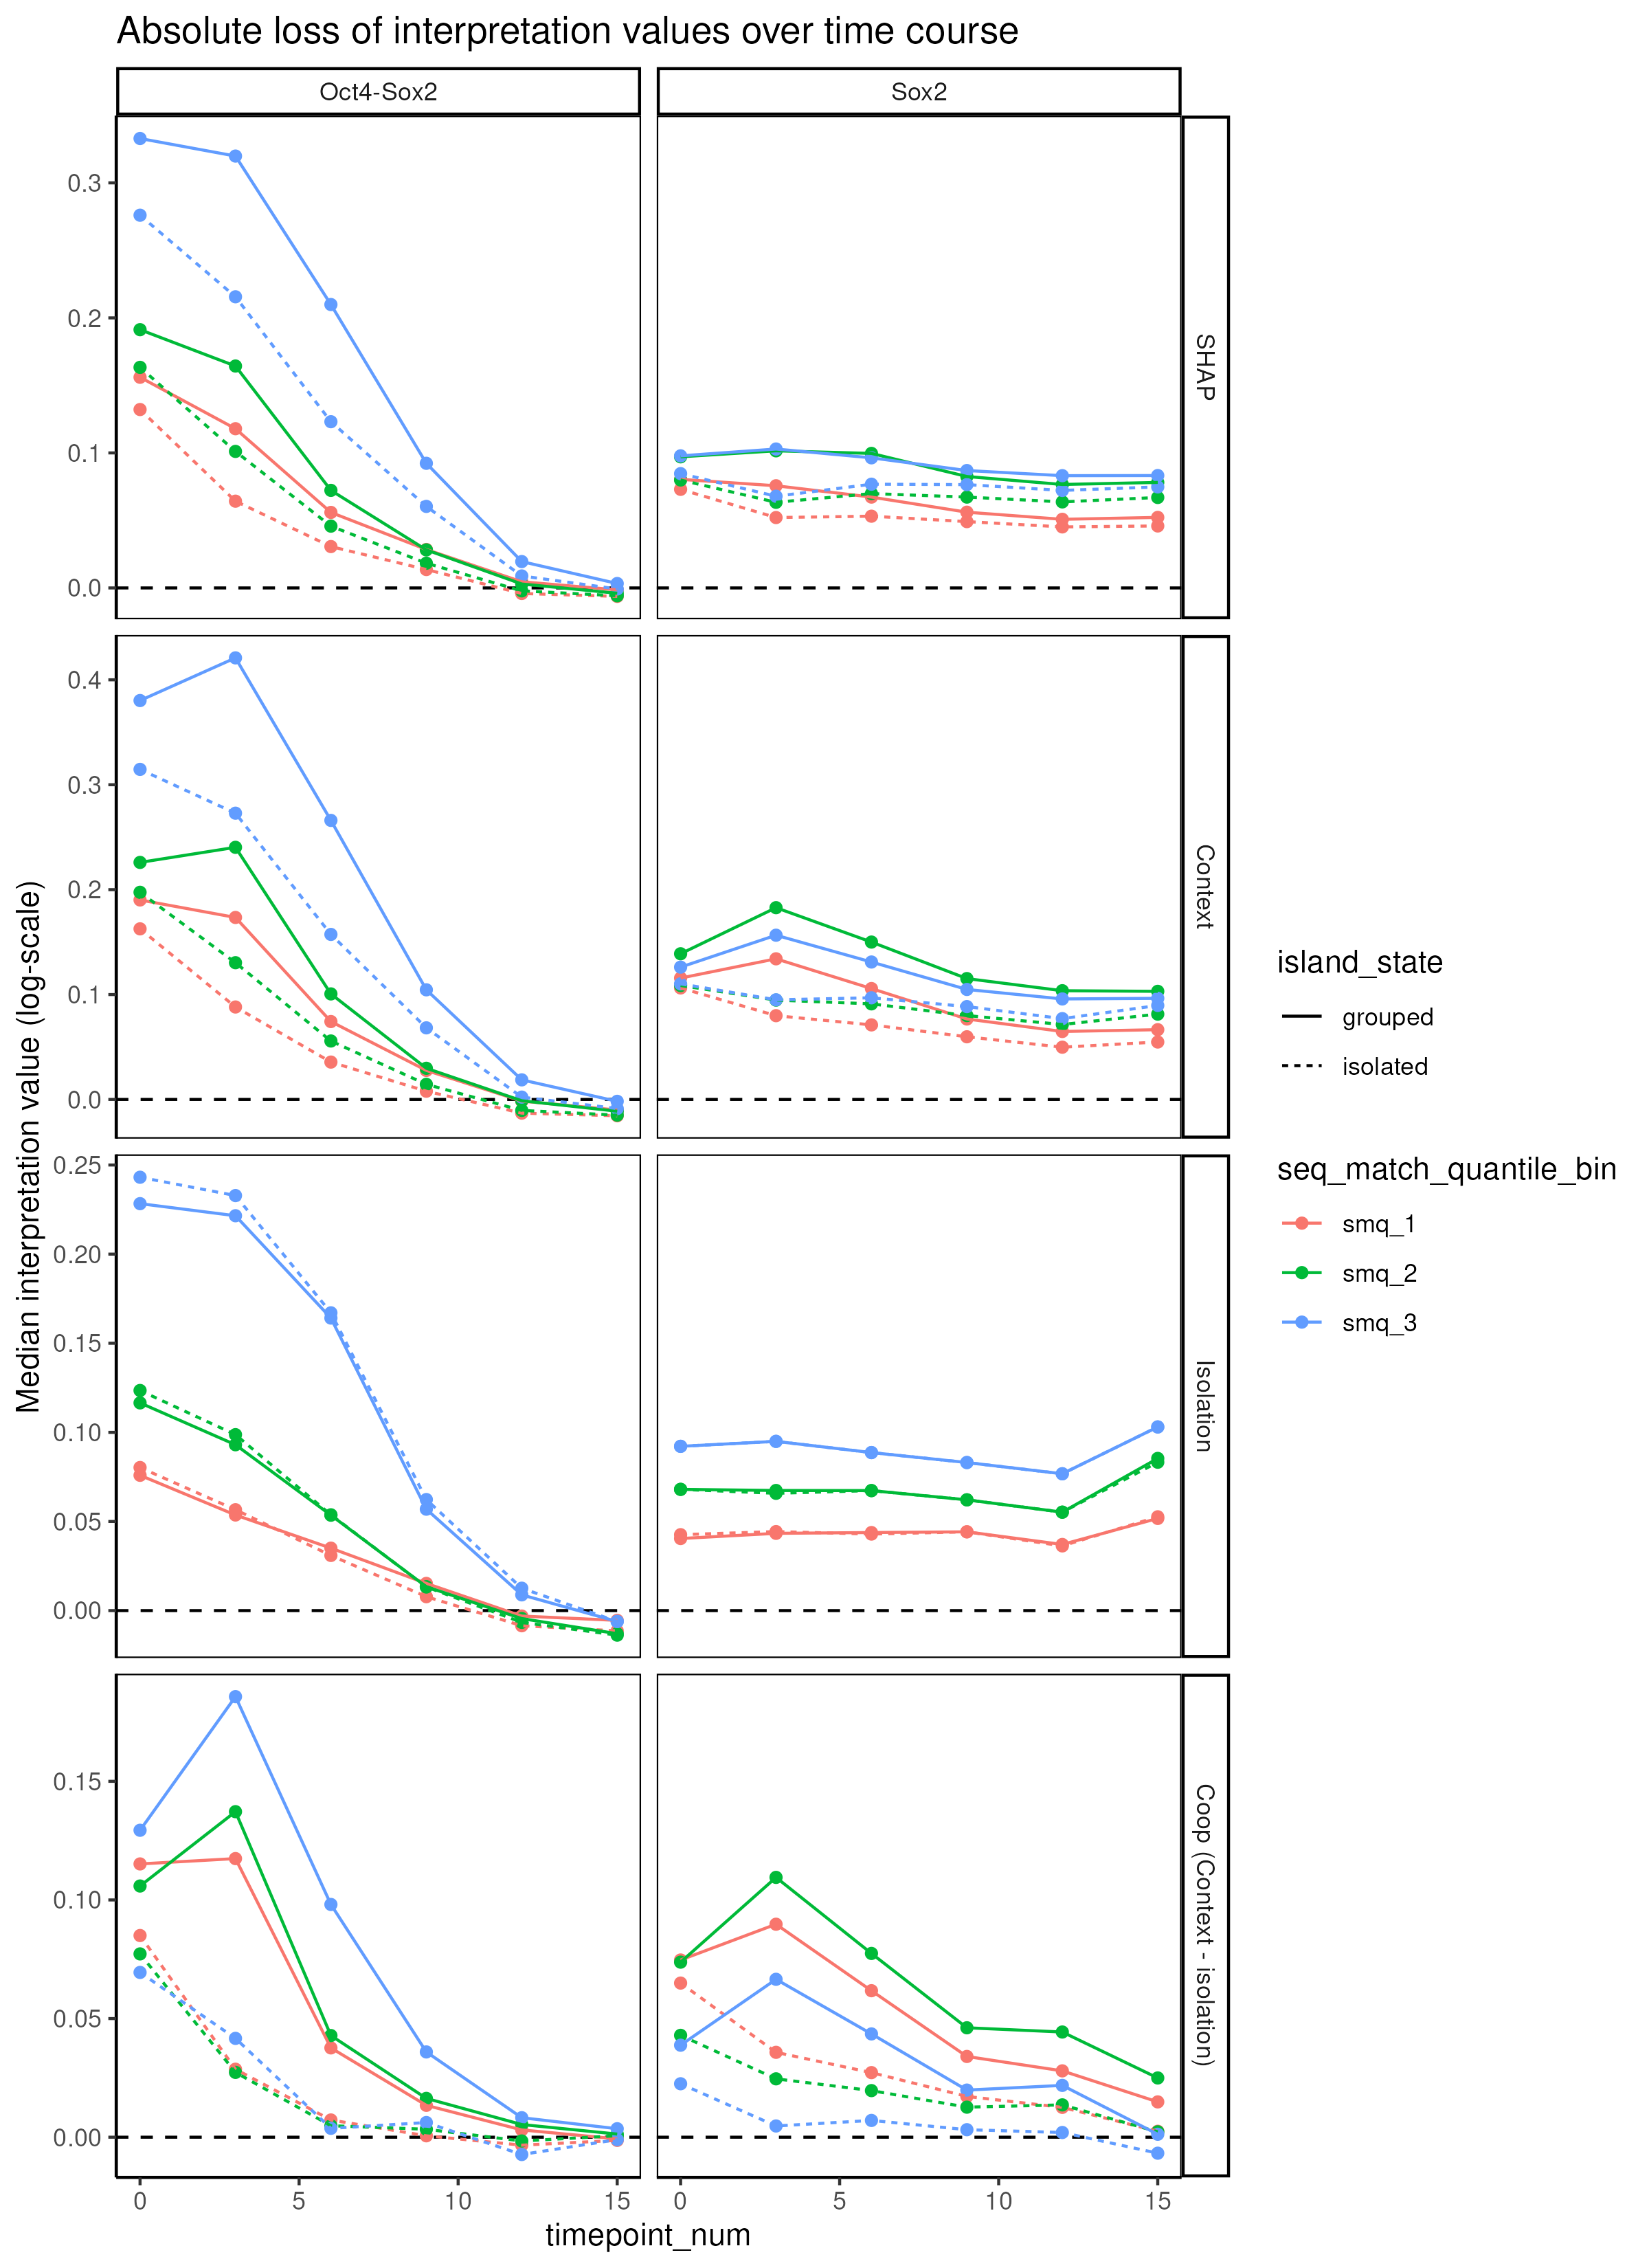 Absolute loss of interpretation values over time course
Oct4-Sox2
Sox2
0.3
0.2
0.1
0.0
SHAP
0.4
0.3
0.2
0.1
0.0
Context
0.25
0.20
0.15
0.10
0.05
0.00
Isolation
0.15
0.10
0.05
0.00
Coop (Context - isolation)
0 5 10 15
0 5 10 15
timepoint_num
Median interpretation value (log-scale)
island_state
grouped
isolated
seq_match_quantile_bin
smq_1
smq_2
smq_3